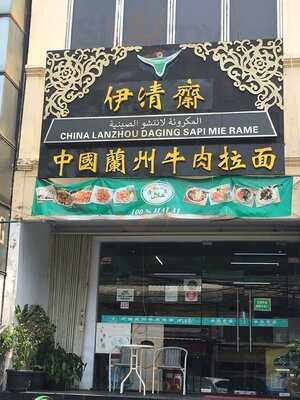 伊清齋
المكرونة لانتشو الصينية
CHINA LANZHOU DAGING SAPI MIE RAME
中國蘭州牛肉拉面
100% HALAL